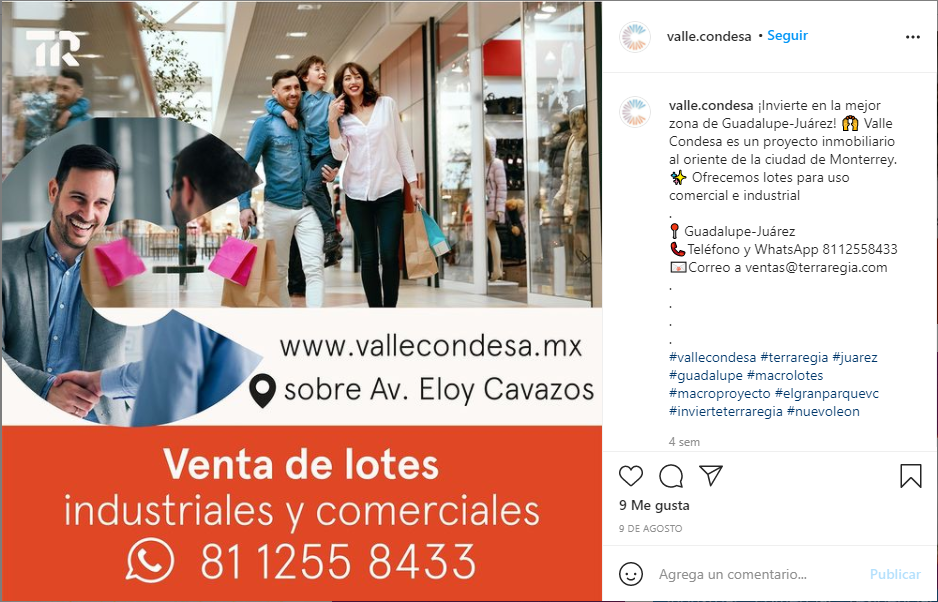 TR
www.vallecondesa.mx
sobre Av. Eloy Cavazos
Venta de lotes
industriales y comerciales
81 1255 8433
valle.condesa • Seguir
valle.condesa ¡Invierte en la mejor
zona de Guadalupe-Juárez! 🙌 Valle
Condesa es un proyecto inmobiliario
al oriente de la ciudad de Monterrey.
✨ Ofrecemos lotes para uso
comercial e industrial
.
📍 Guadalupe-Juárez
📞Teléfono y WhatsApp 8112558433
💌Correo a ventas@terraregia.com
.
.
.
.
#vallecondesa #terraregia #juarez
#guadalupe #macrolotes
#macroproyecto #elgranparquevc
#invierteterraregia #nuevoleon
4 sem
9 Me gusta
9 DE AGOSTO
Agrega un comentario... Publicar